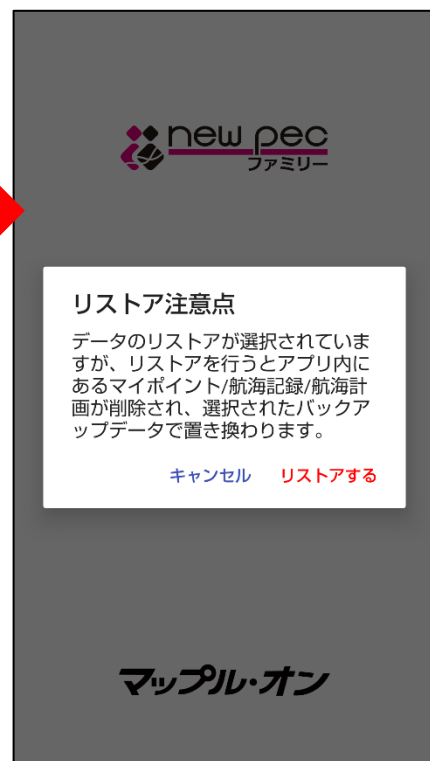 new pec
ファミリー
リストア注意点
データのリストアが選択されていま
すが、リストアを行うとアプリ内に
あるマイポイント/航海記録/航海計
画が削除され、選択されたバックア
ップデータで置き換わります。
キャンセル リストアする
マップル・オン